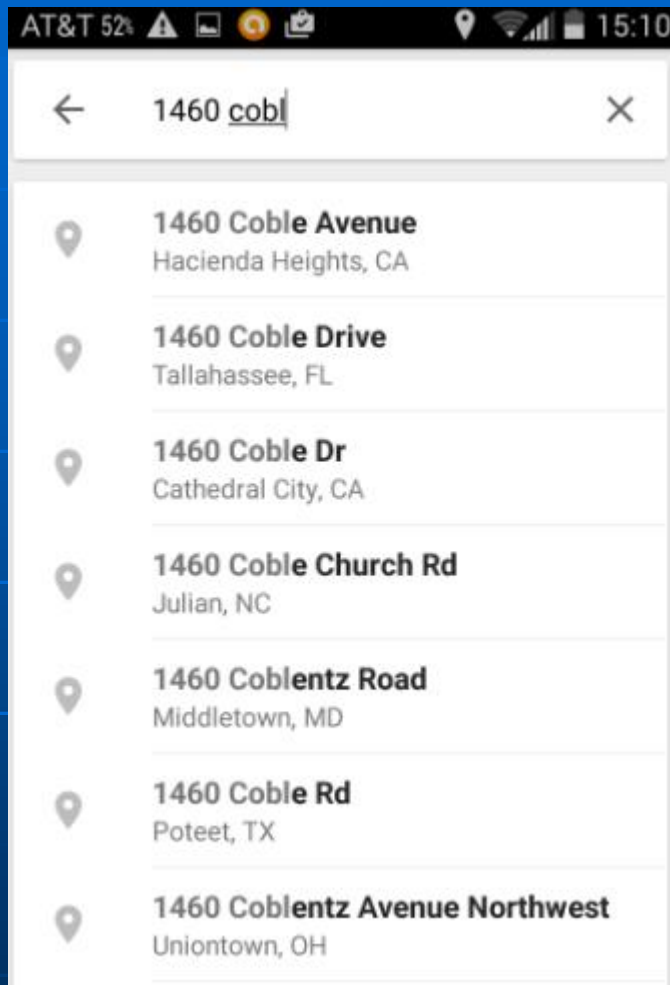 AT&T 52% 15:10
1460 cobl
1460 Coble Avenue
Hacienda Heights, CA
1460 Coble Drive
Tallahassee, FL
1460 Coble Dr
Cathedral City, CA
1460 Coble Church Rd
Julian, NC
1460 Coblentz Road
Middletown, MD
1460 Coble Rd
Poteet, TX
1460 Coblentz Avenue Northwest
Uniontown, OH